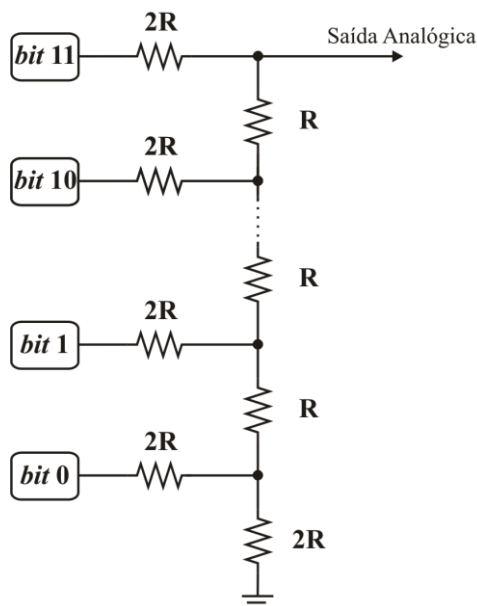 2R
Saída Analógica
bit 11
R
2R
bit 10
R
2R
bit 1
R
2R
bit 0
2R